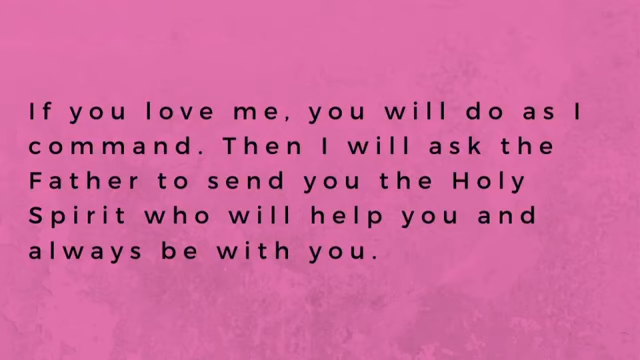 If you love me, you will do as I
command. Then I will ask the
Father to send you the Holy
Spirit who will help you and
always be with you.